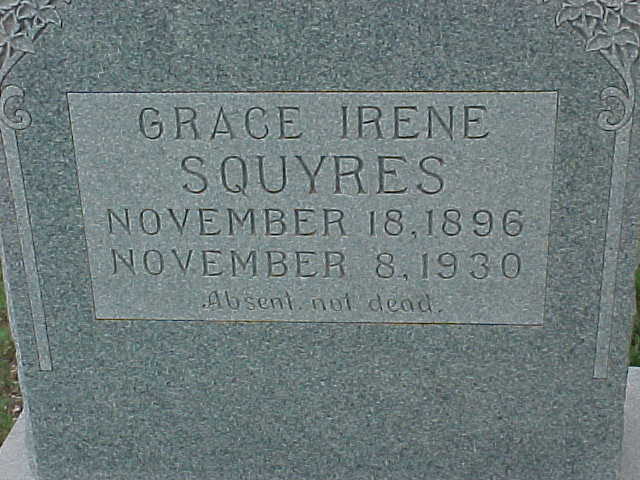 GRACE IRENE
SQUYRES
NOVEMBER 18, 1896
NOVEMBER 8, 1930
Absent, not dead.